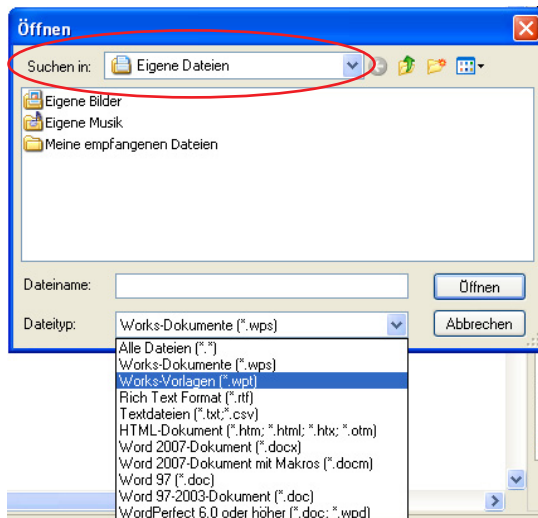 Öffnen
Suchen in: Eigene Dateien
Eigene Bilder
Eigene Musik
Meine empfangenen Dateien
Dateiname: Öffnen
Dateityp: Works-Dokumente (*.wps) Abbrechen
Alle Dateien (*.*)
Works-Dokumente (*.wps)
Works-Vorlagen (*.wpt)
Rich Text Format (*.rtf)
Textdateien (*.txt;*.csv)
HTML-Dokument (*.htm; *.html; *.htx; *.otm)
Word 2007-Dokument (*.docx)
Word 2007-Dokument mit Makros (*.docm)
Word 97 (*.doc)
Word 97-2003-Dokument (*.doc)
WordPerfect 6.0 oder höher (*.doc; *.wpd)